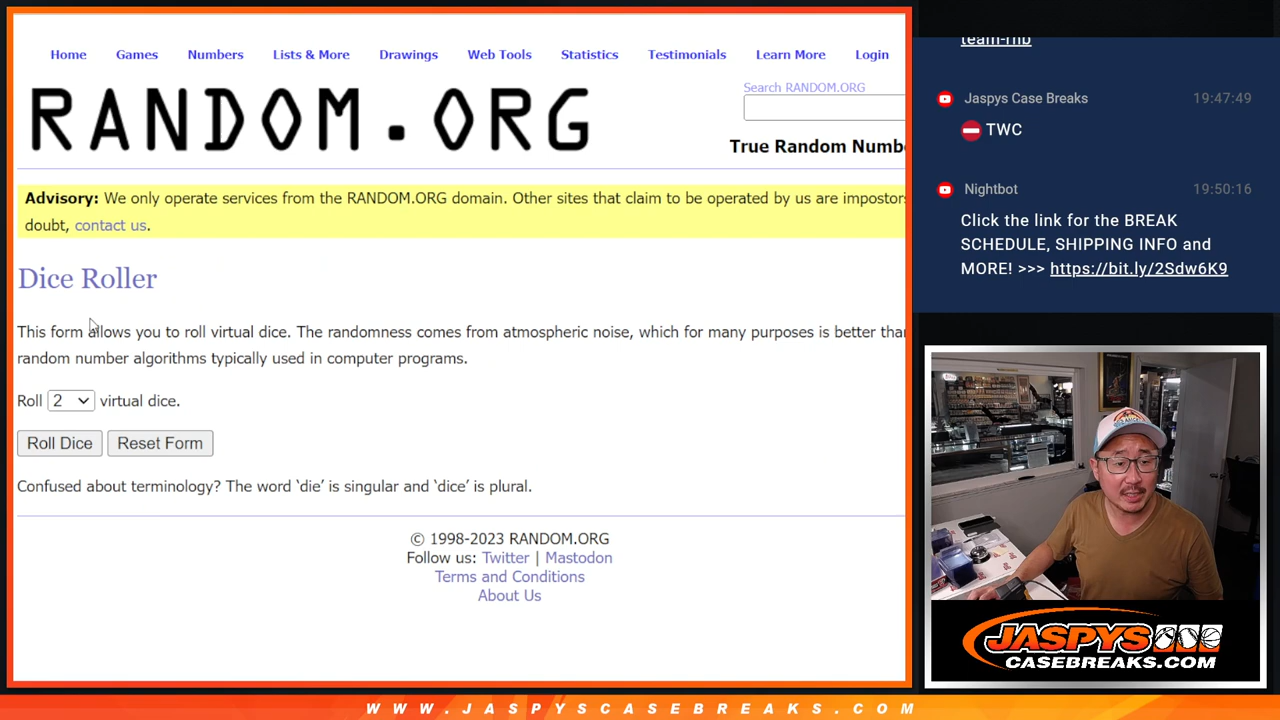 Home Games Numbers Lists & More Drawings Web Tools Statistics Testimonials Learn More Login
RANDOM.ORG
Search RANDOM.ORG
True Random Numb
Advisory: We only operate services from the RANDOM.ORG domain. Other sites that claim to be operated by us are impostors
doubt, contact us.
Dice Roller
This form allows you to roll virtual dice. The randomness comes from atmospheric noise, which for many purposes is better than
random number algorithms typically used in computer programs.
Roll 2 virtual dice.
Roll Dice Reset Form
Confused about terminology? The word ‘die’ is singular and ‘dice’ is plural.
© 1998-2023 RANDOM.ORG
Follow us: Twitter | Mastodon
Terms and Conditions
About Us
team-rnb
Jaspys Case Breaks 19:47:49
TWC
Nightbot 19:50:16
Click the link for the BREAK
SCHEDULE, SHIPPING INFO and
MORE! >>> https://bit.ly/2Sdw6K9
JASPYS
CASEBREAKS.COM
WWW.JASPYSCASEBREAKS.COM